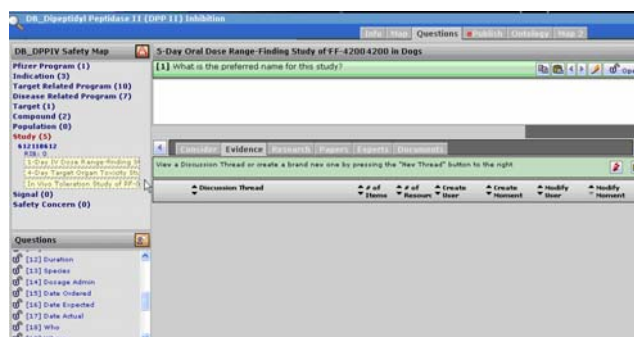 DB_Dipeptidyl Peptidase II (DPP II) Inhibition
Info Map Questions Publish Ontology Map 2
DB_DPPIV Safety Map
5-Day Oral Dose Range-Finding Study of FF-42004200 in Dogs
Pfizer Program (1)
[1] What is the preferred name for this study?
Indication (3)
Target Related Program (10)
Disease Related Program (7)
Target (1)
Compound (2)
Population (0)
Study (5)
612118612
Consider Evidence Research Papers Experts Documents
5-Day IV Dose Range-Finding St
View a Discussion Thread or create a brand new one by pressing the "New Thread" button to the right.
4-Day Target Organ Toxicity Stu
In Vivo Toleration Study of
Signal (0)
Safety Concern (0)
Discussion Thread
# of Items
# of Resourc
Create User
Create Moment
Modify User
Modify Moment
Questions
[12] Duration
[13] Species
[14] Dosage Admin
[15] Date Ordered
[16] Date Expected
[17] Date Actual
[18] Who